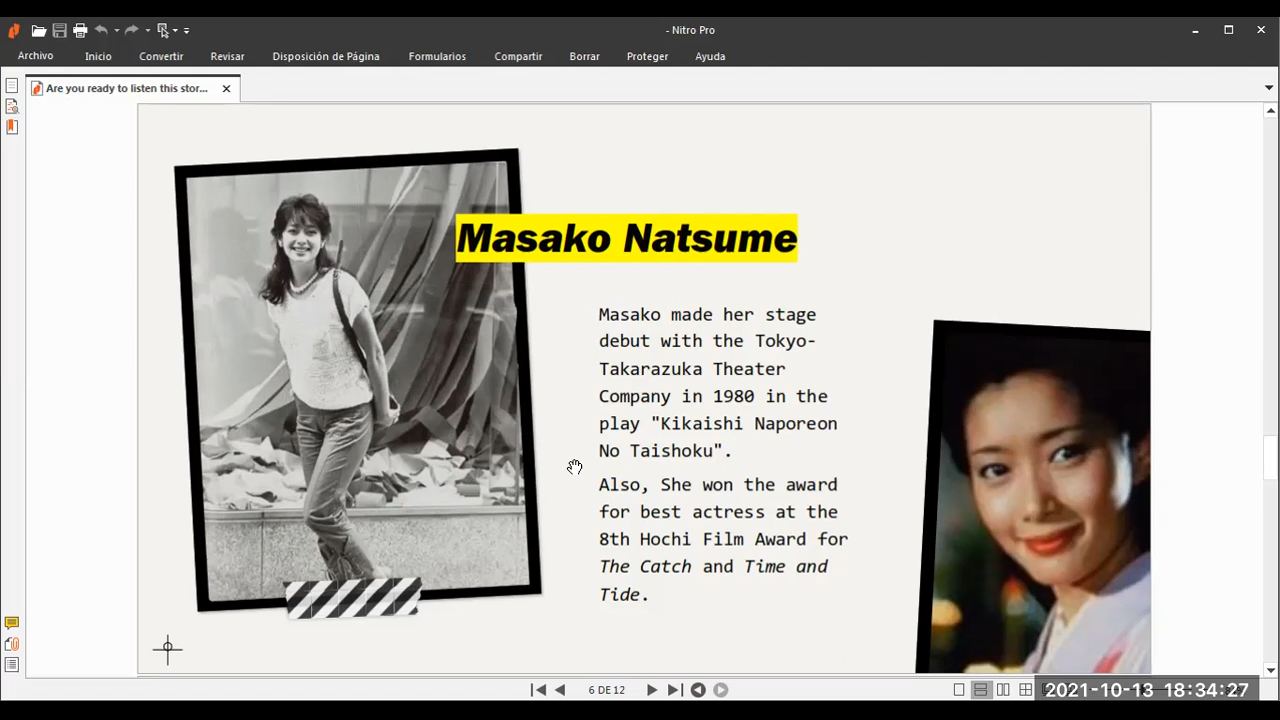 - Nitro Pro
Archivo Inicio Convertir Revisar Disposición de Página Formularios Compartir Borrar Proteger Ayuda
Are you ready to listen this stor...
Masako Natsume
Masako made her stage
debut with the Tokyo-
Takarazuka Theater
Company in 1980 in the
play "Kikaishi Naporeon
No Taishoku".
Also, She won the award
for best actress at the
8th Hochi Film Award for
The Catch and Time and
Tide.
6 DE 12
2021-10-13 18:34:27